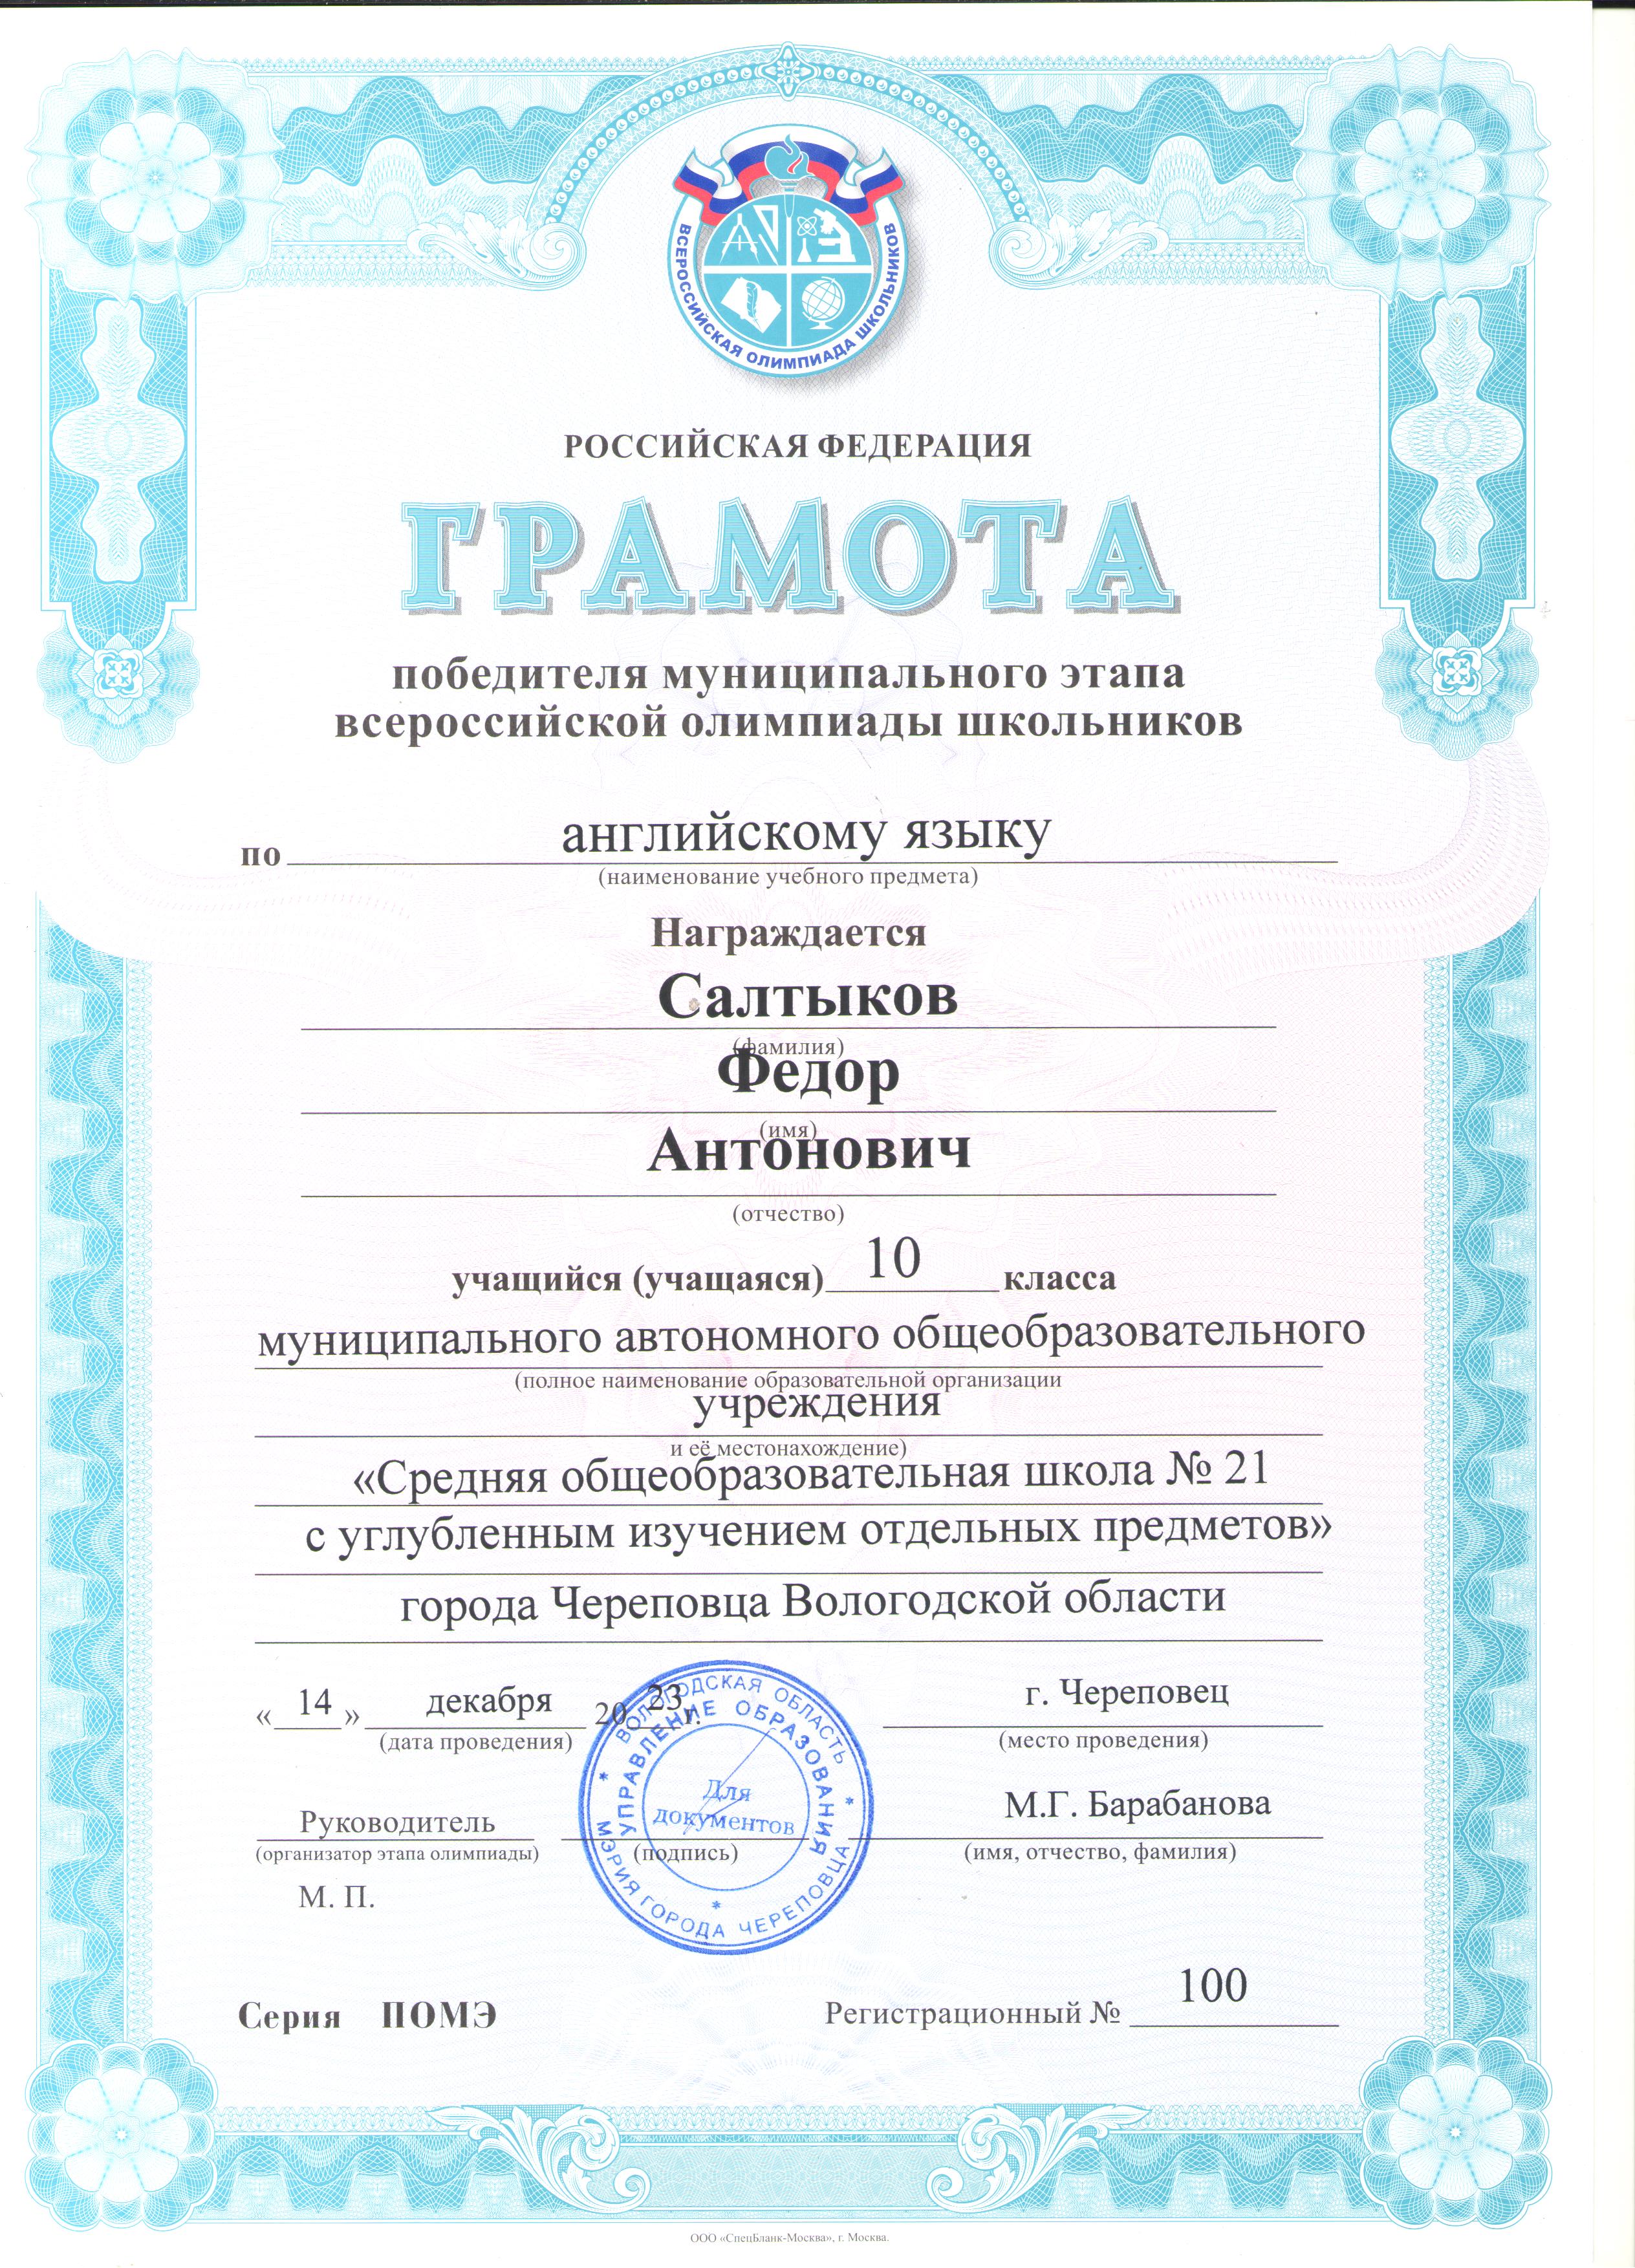 ВСЕРОССИЙСКАЯ ОЛИМПИАДА ШКОЛЬНИКОВ
РОССИЙСКАЯ ФЕДЕРАЦИЯ
ГРАМОТА
победителя муниципального этапа
всероссийской олимпиады школьников
по английскому языку
(наименование учебного предмета)
Награждается
Салтыков
(фамилия)
Федор
(имя)
Антонович
(отчество)
учащийся (учащаяся) 10 класса
муниципального автономного общеобразовательного
(полное наименование образовательной организации
учреждения
и её местонахождение)
«Средняя общеобразовательная школа № 21
с углубленным изучением отдельных предметов»
города Череповца Вологодской области
« 14 » декабря 20 23 г. г. Череповец
(дата проведения) (место проведения)
ВОЛОГОДСКАЯ ОБЛАСТЬ * МЭРИЯ ГОРОДА ЧЕРЕПОВЦА *
УПРАВЛЕНИЕ ОБРАЗОВАНИЯ *
Для
документов
Руководитель М.Г. Барабанова
(организатор этапа олимпиады) (подпись) (имя, отчество, фамилия)
М. П.
Серия ПОМЭ Регистрационный № 100
ООО «СпецБланк-Москва», г. Москва.